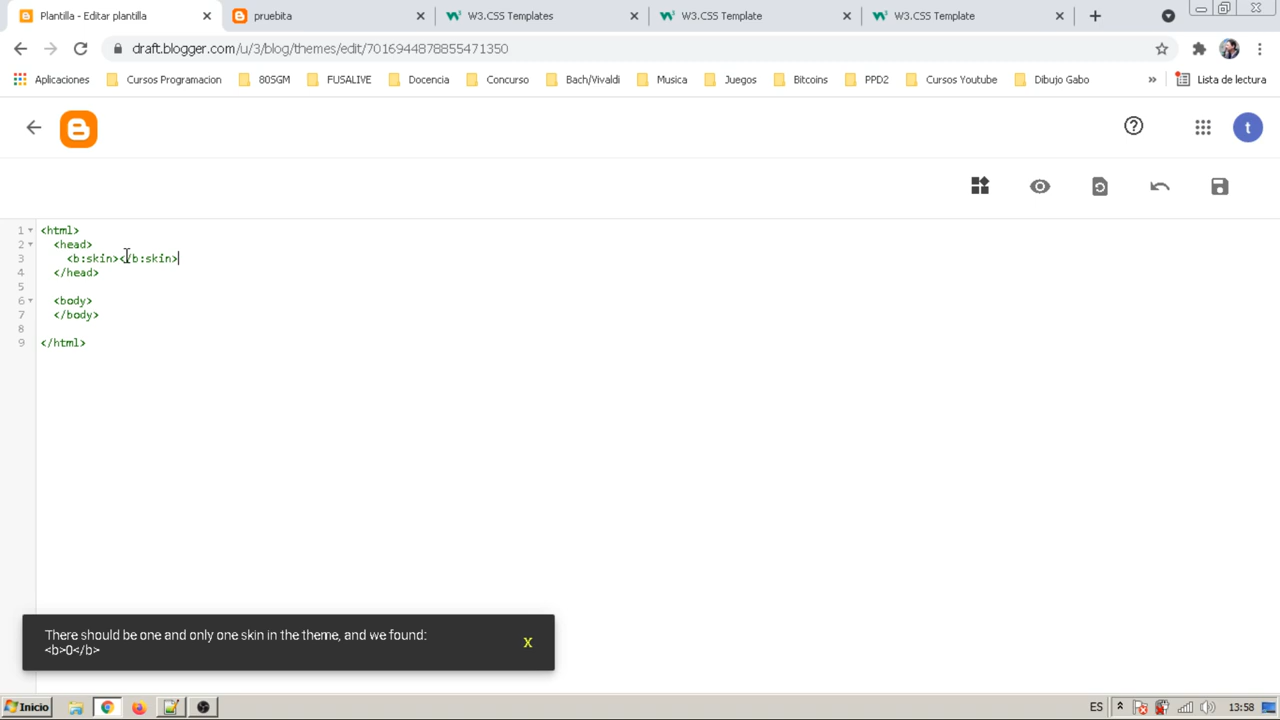 Plantilla - Editar plantilla
pruebita
W3.CSS Templates
W3.CSS Template
W3.CSS Template
draft.blogger.com/u/3/blog/themes/edit/7016944878855471350
Aplicaciones
Cursos Programacion
80SGM
FUSALIVE
Docencia
Concurso
Bach/Vivaldi
Musica
Juegos
Bitcoins
PPD2
Cursos Youtube
Dibujo Gabo
»
Lista de lectura
t
1 <html>
2 <head>
3 <b:skin></b:skin>
4 </head>
5
6 <body>
7 </body>
8
9 </html>
There should be one and only one skin in the theme, and we found:
<b>0</b>
X
Inicio
ES
13:58